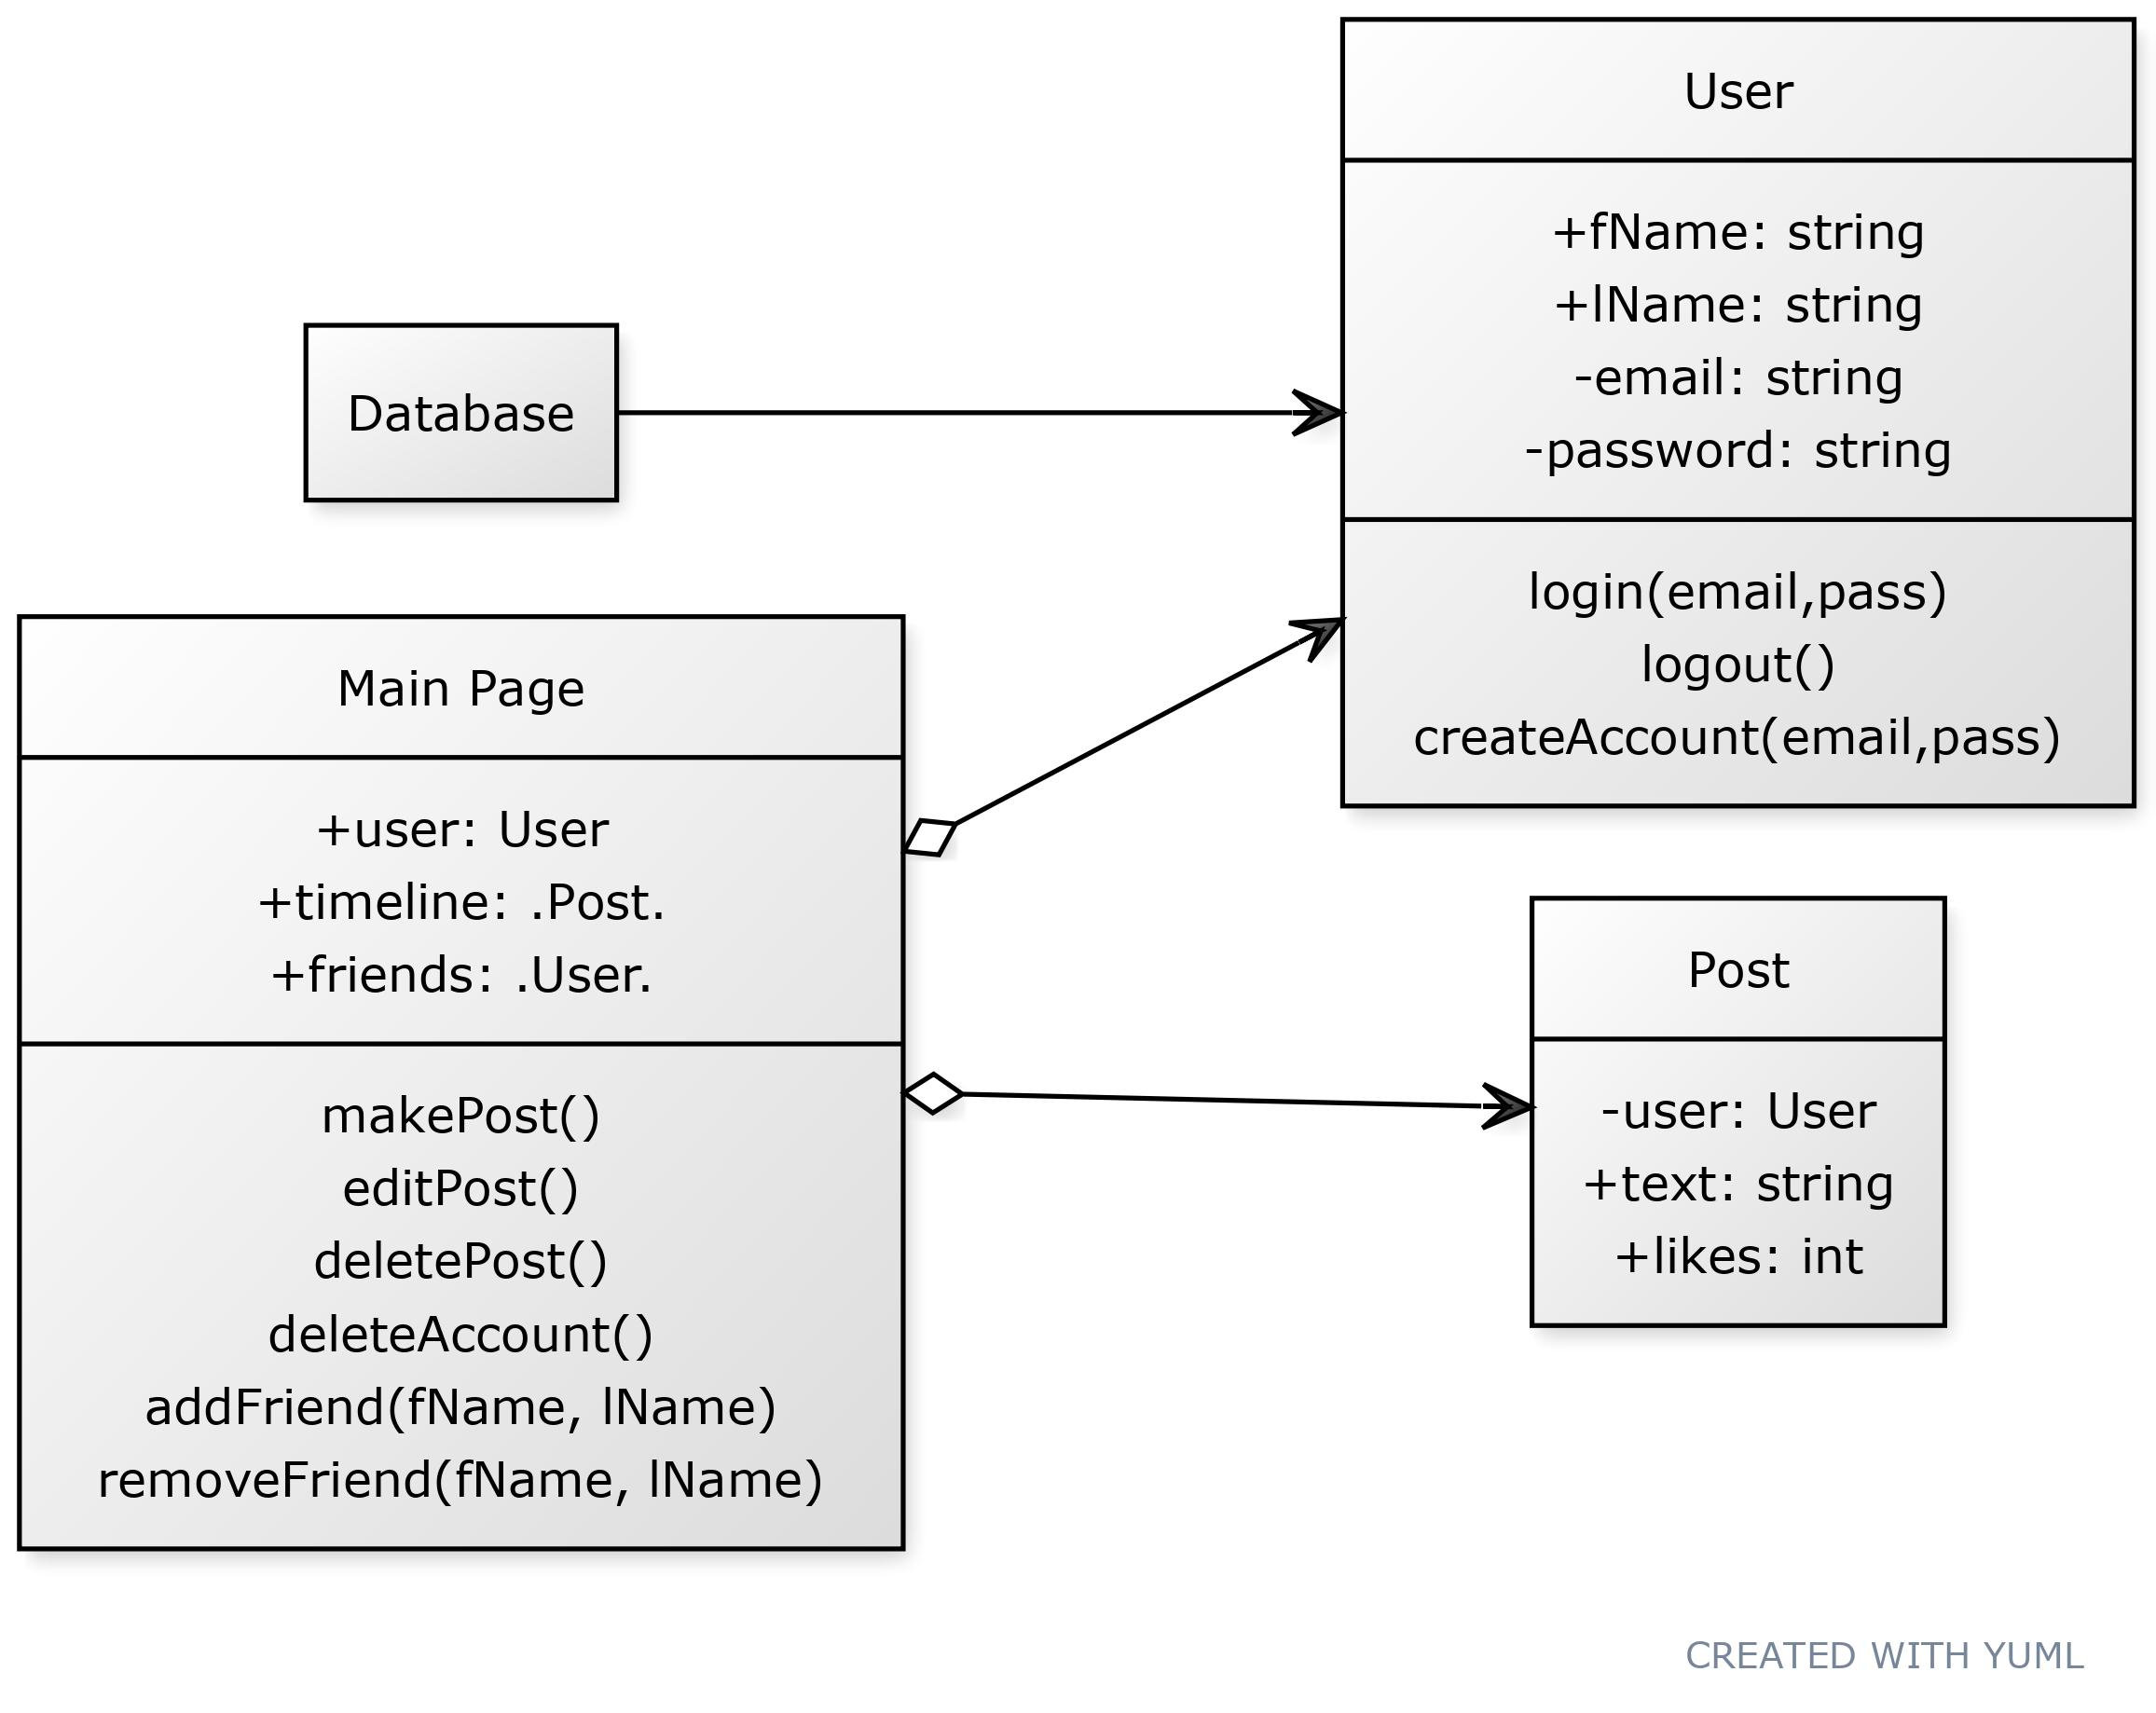 User
+fName: string
+lName: string
-email: string
-password: string
login(email,pass)
logout()
createAccount(email,pass)
Database
Main Page
+user: User
+timeline: .Post.
+friends: .User.
makePost()
editPost()
deletePost()
deleteAccount()
addFriend(fName, lName)
removeFriend(fName, lName)
Post
-user: User
+text: string
+likes: int
CREATED WITH YUML